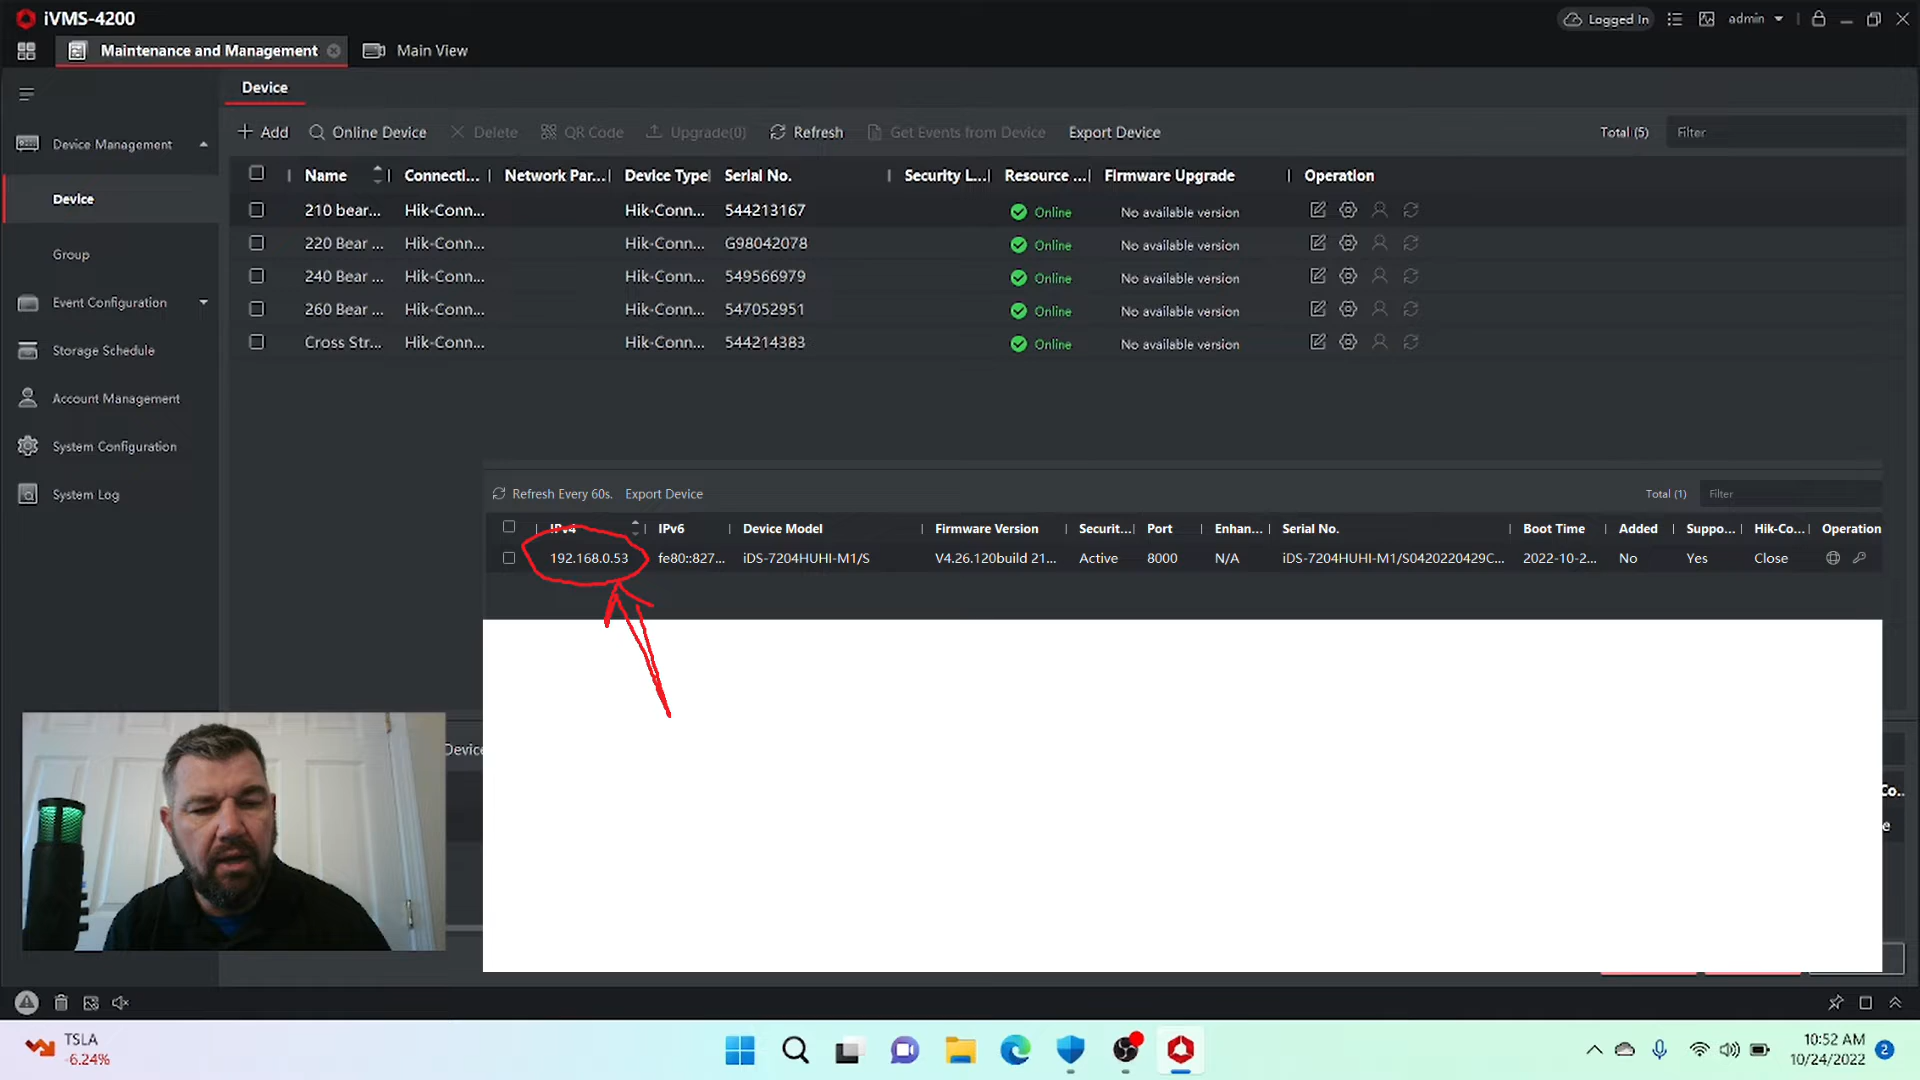 iVMS-4200
Logged In
admin
Maintenance and Management
Main View
Device
Add
Online Device
Delete
QR Code
Upgrade(0)
Refresh
Get Events from Device
Export Device
Total (5)
Filter
Device Management
Device
Group
Event Configuration
Storage Schedule
Account Management
System Configuration
System Log
Name Connecti... Network Par... Device Type Serial No. Security L... Resource ... Firmware Upgrade Operation
210 bear... Hik-Conn... Hik-Conn... 544213167 Online No available version
220 Bear ... Hik-Conn... Hik-Conn... G98042078 Online No available version
240 Bear ... Hik-Conn... Hik-Conn... 549566979 Online No available version
260 Bear ... Hik-Conn... Hik-Conn... 547052951 Online No available version
Cross Str... Hik-Conn... Hik-Conn... 544214383 Online No available version
Refresh Every 60s. Export Device Total (1) Filter
IPv4 IPv6 Device Model Firmware Version Securit... Port Enhan... Serial No. Boot Time Added Suppo... Hik-Co... Operation
192.168.0.53 fe80::827... iDS-7204HUHI-M1/S V4.26.120build 21... Active 8000 N/A iDS-7204HUHI-M1/S0420220429C... 2022-10-2... No Yes Close
Device
Co..
e
TSLA
-6.24%
10:52 AM
10/24/2022
2